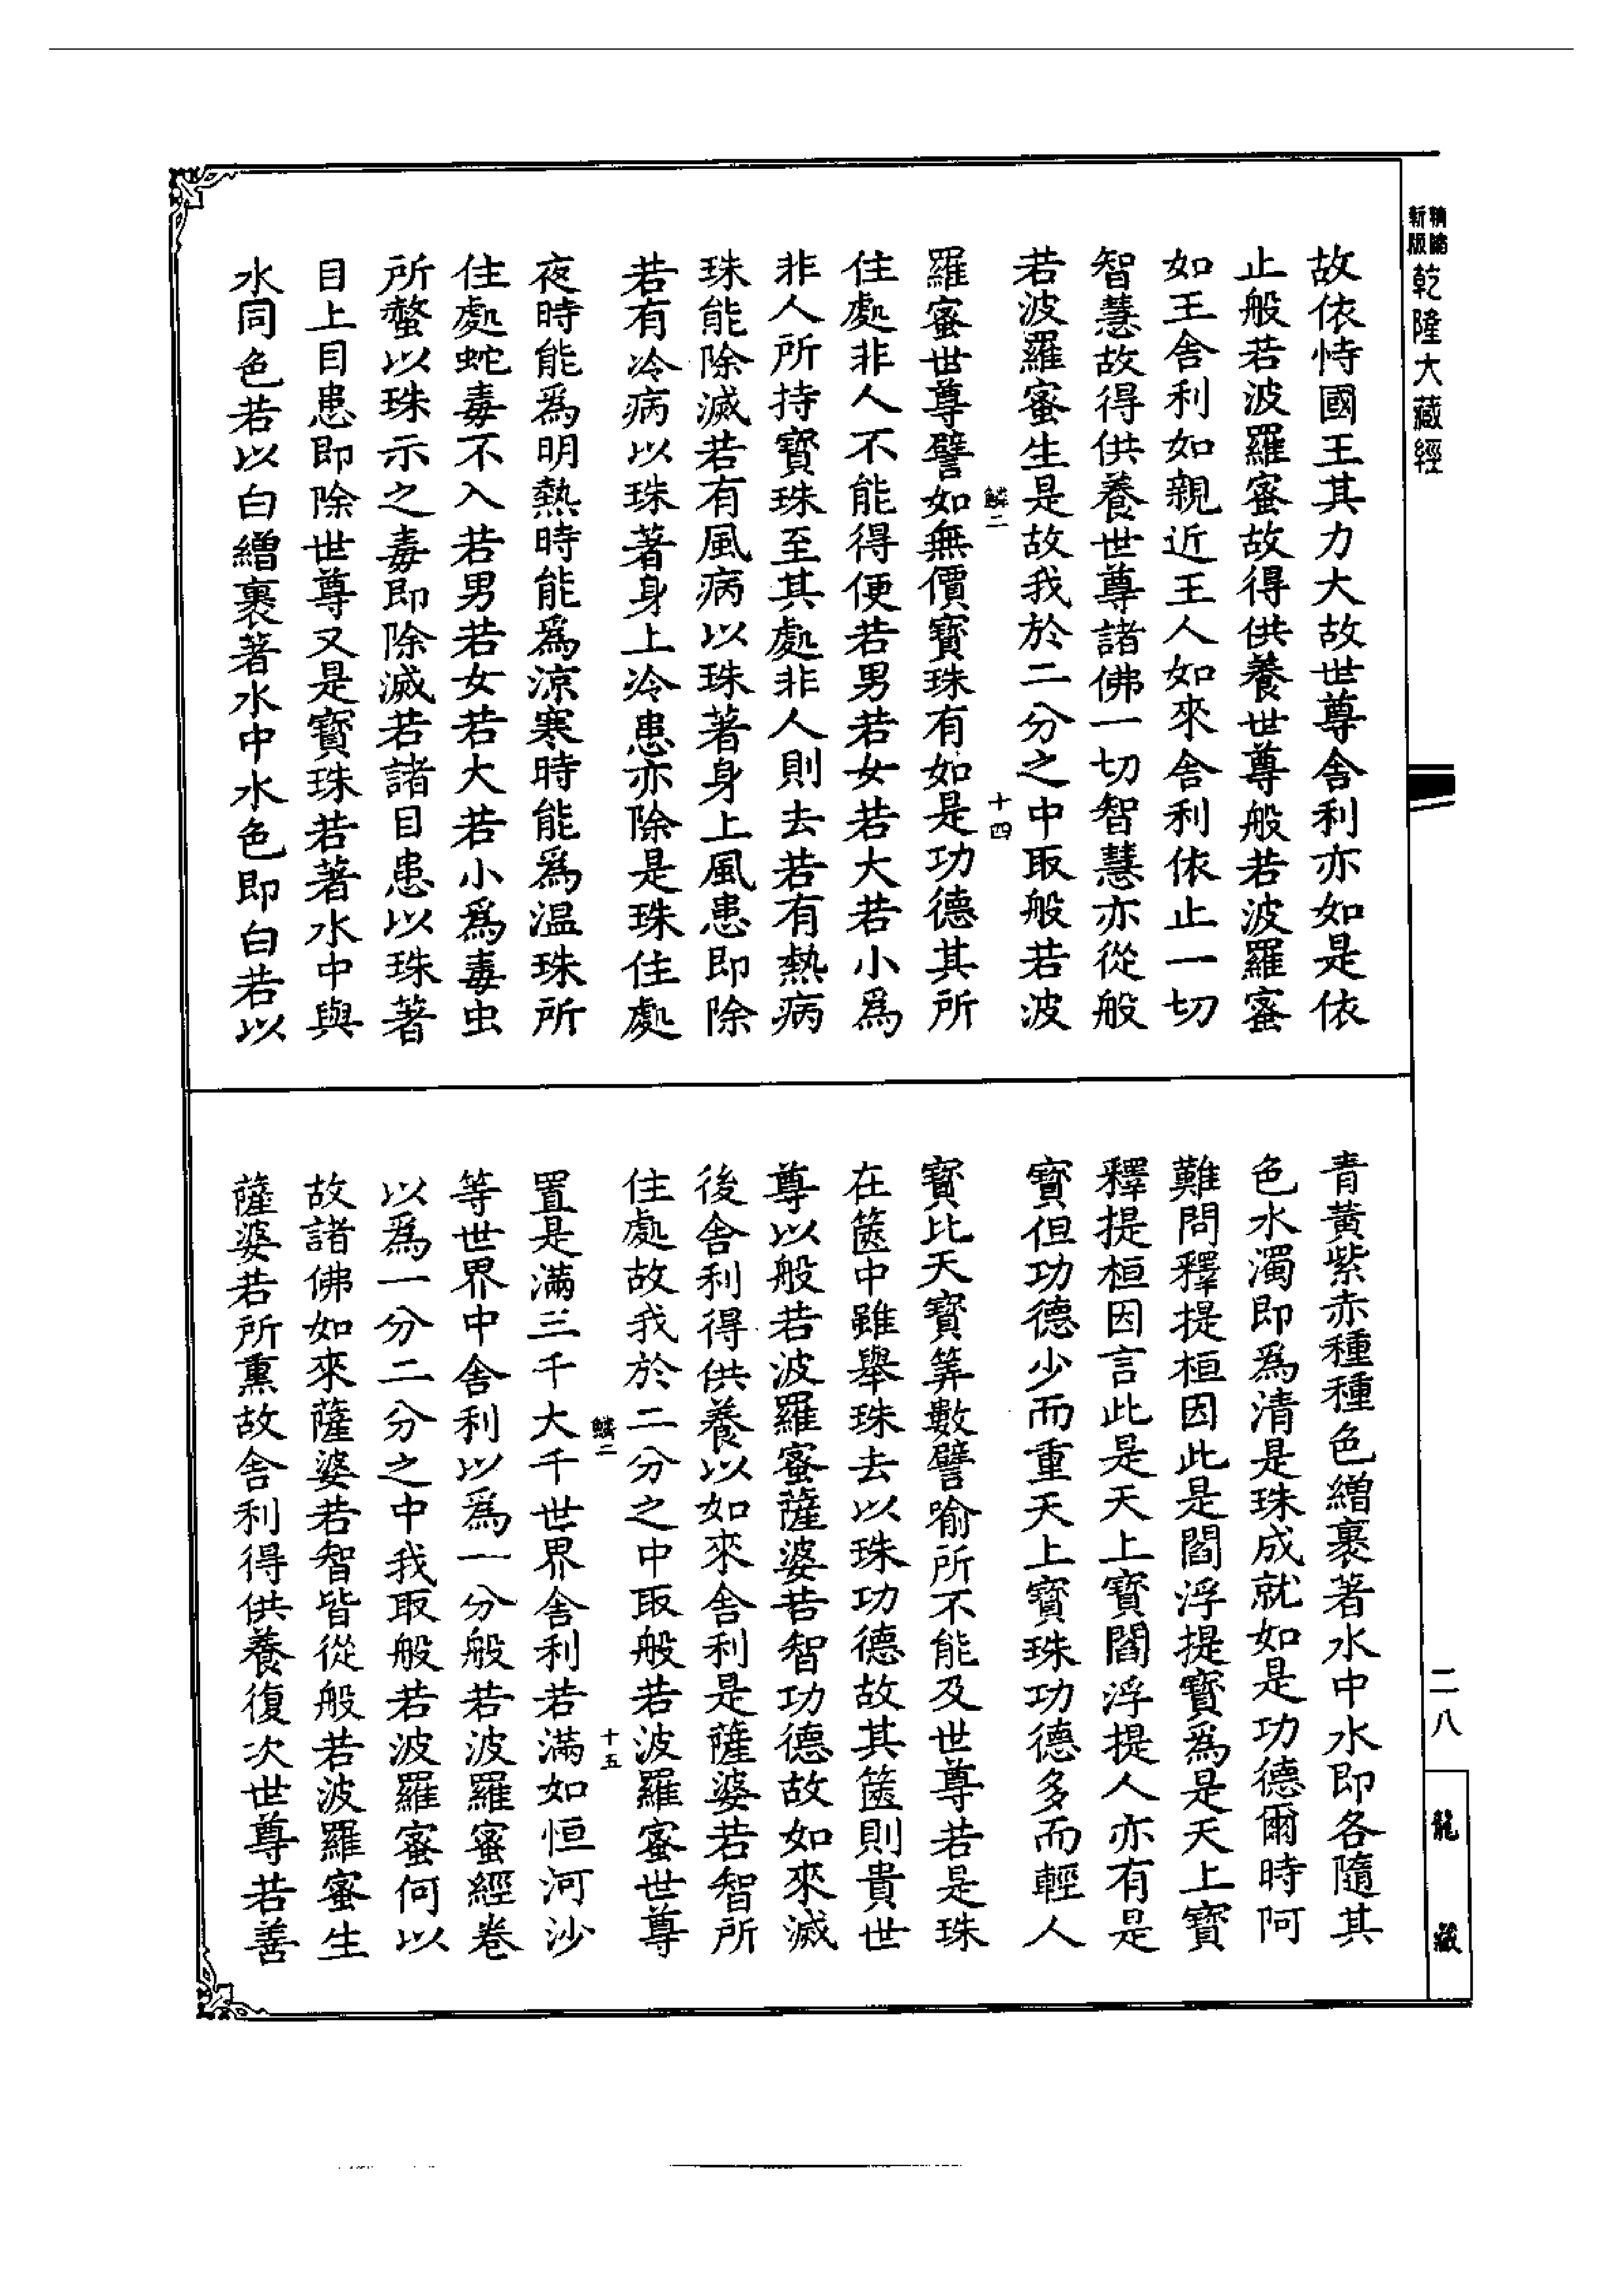 乾隆大藏經
故依恃國王其力大故世尊舍利亦如是依
止般若波羅蜜故得供養世尊般若波羅蜜
如王舍利如親近王人如來舍利依止一切
智慧故得供養世尊諸佛一切智慧亦從般
若波羅蜜生是故我於二分之中取般若波
麟二 十四
羅蜜世尊譬如無價寶珠有如是功德其所
住處非人不能得便若男若女若大若小爲
非人所持寶珠至其處非人則去若有熱病
珠能除滅若有風病以珠著身上風患即除
若有冷病以珠著身上冷患亦除是珠住處
夜時能爲明熱時能爲涼寒時能爲温珠所
住處蛇毒不入若男若女若大若小爲毒虫
所螫以珠示之毒即除滅若諸目患以珠著
目上目患即除世尊又是寶珠若著水中與
水同色若以白繒裹著水中水色即白若以
青黃紫赤種種色繒裹著水中水即各隨其
色水濁即爲清是珠成就如是功德爾時阿
難問釋提桓因此是閻浮提寶爲是天上寶
釋提桓因言此是天上寶閻浮提人亦有是
寶但功德少而重天上寶珠功德多而輕人
寶比天寶筭數譬喻所不能及世尊若是珠
在篋中雖舉珠去以珠功德故其篋則貴世
尊以般若波羅蜜薩婆若智功德故如來滅
後舍利得供養以如來舍利是薩婆若智所
住處故我於二分之中取般若波羅蜜世尊
麟二 十五
置是滿三千大千世界舍利若滿如恒河沙
等世界中舍利以爲一分般若波羅蜜經卷
以爲一分二分之中我取般若波羅蜜何以
故諸佛如來薩婆若智皆從般若波羅蜜生
薩婆若所熏故舍利得供養復次世尊若善
二八
龍藏